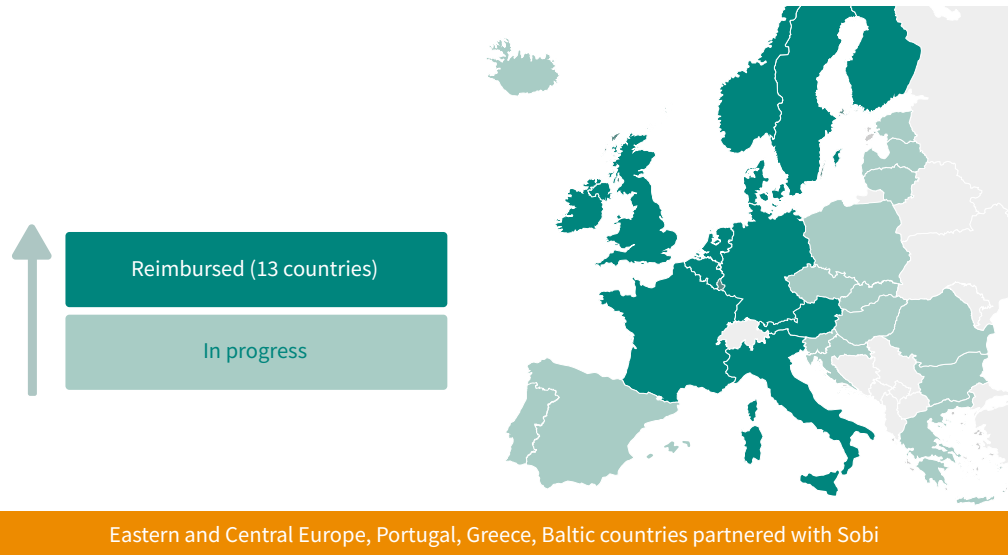 Reimbursed (13 countries)
In progress
Eastern and Central Europe, Portugal, Greece, Baltic countries partnered with Sobi